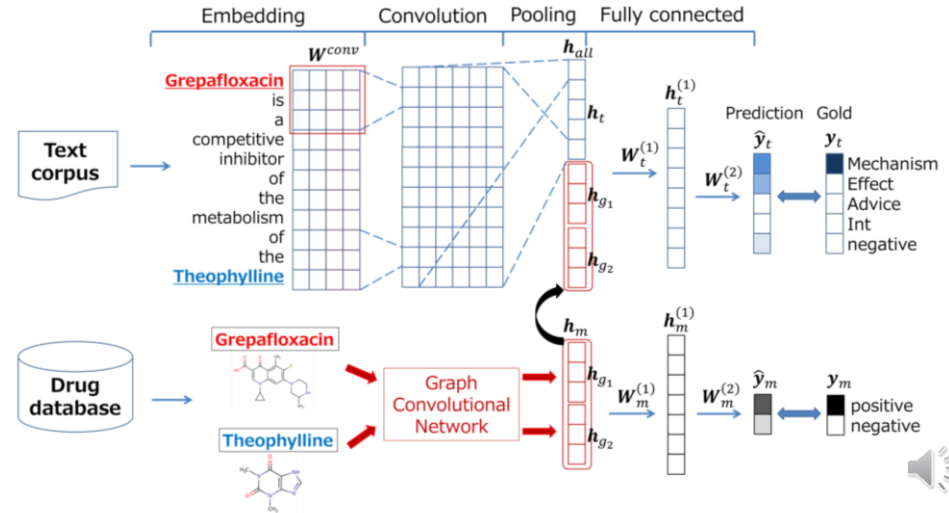 Embedding Convolution Pooling Fully connected
W^conv
h_all
Grepafloxacin
is
a
competitive
inhibitor
of
the
metabolism
of
the
Theophylline
Text
corpus
h_t
h_g1
h_g2
W_t^(1)
h_t^(1)
W_t^(2)
Prediction Gold
ŷ_t y_t
Mechanism
Effect
Advice
Int
negative
Drug
database
Grepafloxacin
Theophylline
Graph
Convolutional
Network
h_m
h_g1
h_g2
W_m^(1)
h_m^(1)
W_m^(2)
ŷ_m y_m
positive
negative